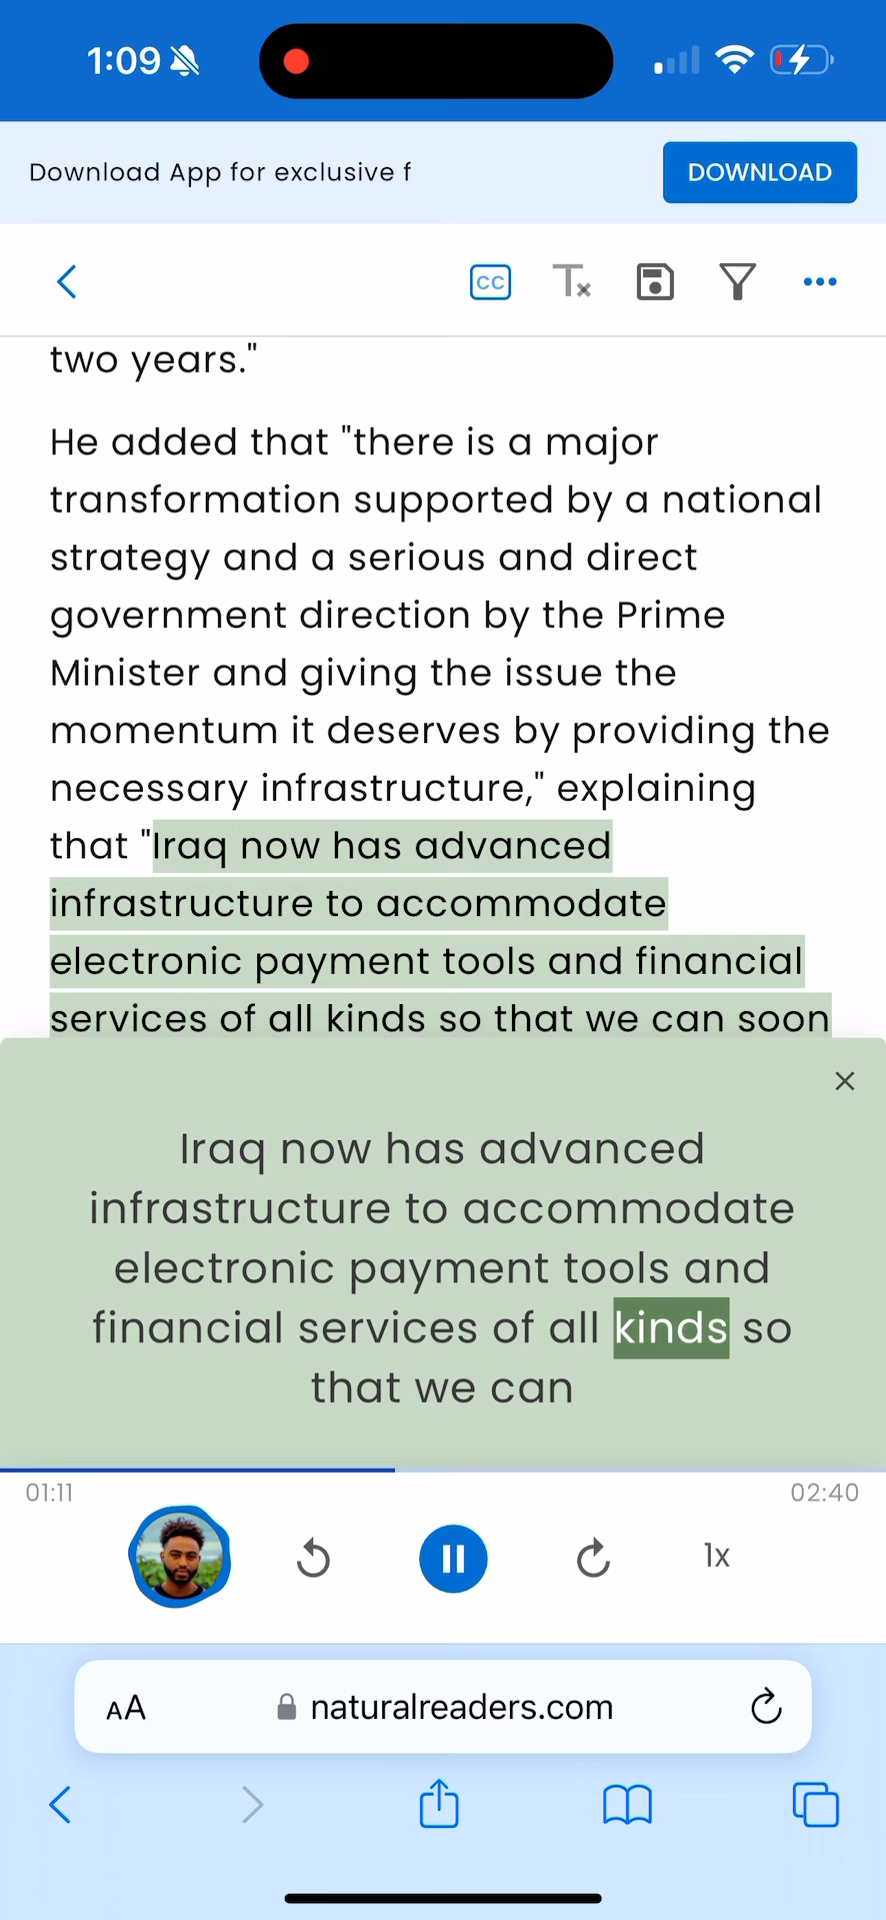 1:09
Download App for exclusive f
DOWNLOAD
CC
two years."
He added that "there is a major
transformation supported by a national
strategy and a serious and direct
government direction by the Prime
Minister and giving the issue the
momentum it deserves by providing the
necessary infrastructure," explaining
that "Iraq now has advanced
infrastructure to accommodate
electronic payment tools and financial
services of all kinds so that we can soon
Iraq now has advanced
infrastructure to accommodate
electronic payment tools and
financial services of all kinds so
that we can
01:11
02:40
1x
AA
naturalreaders.com